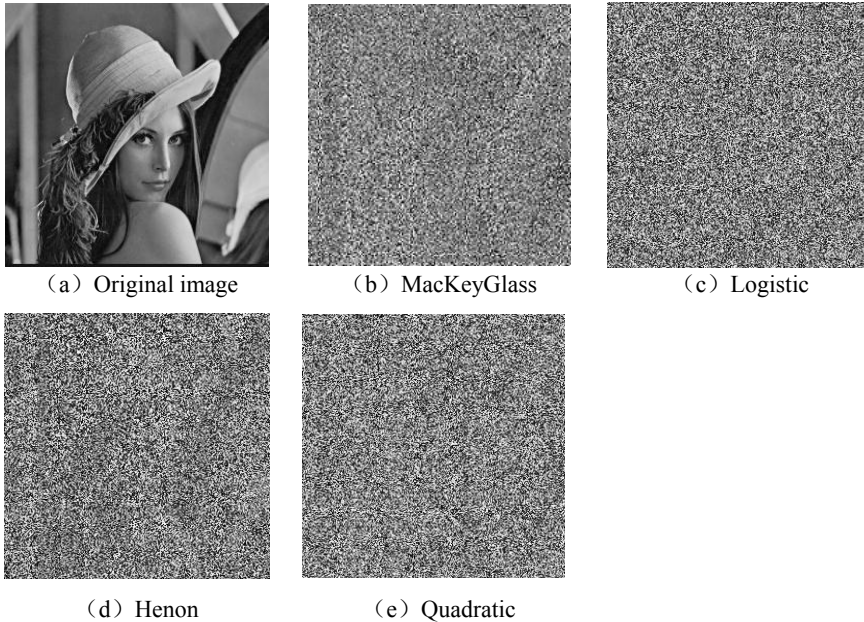 （a）Original image
（b）MacKeyGlass
（c）Logistic
（d）Henon
（e）Quadratic